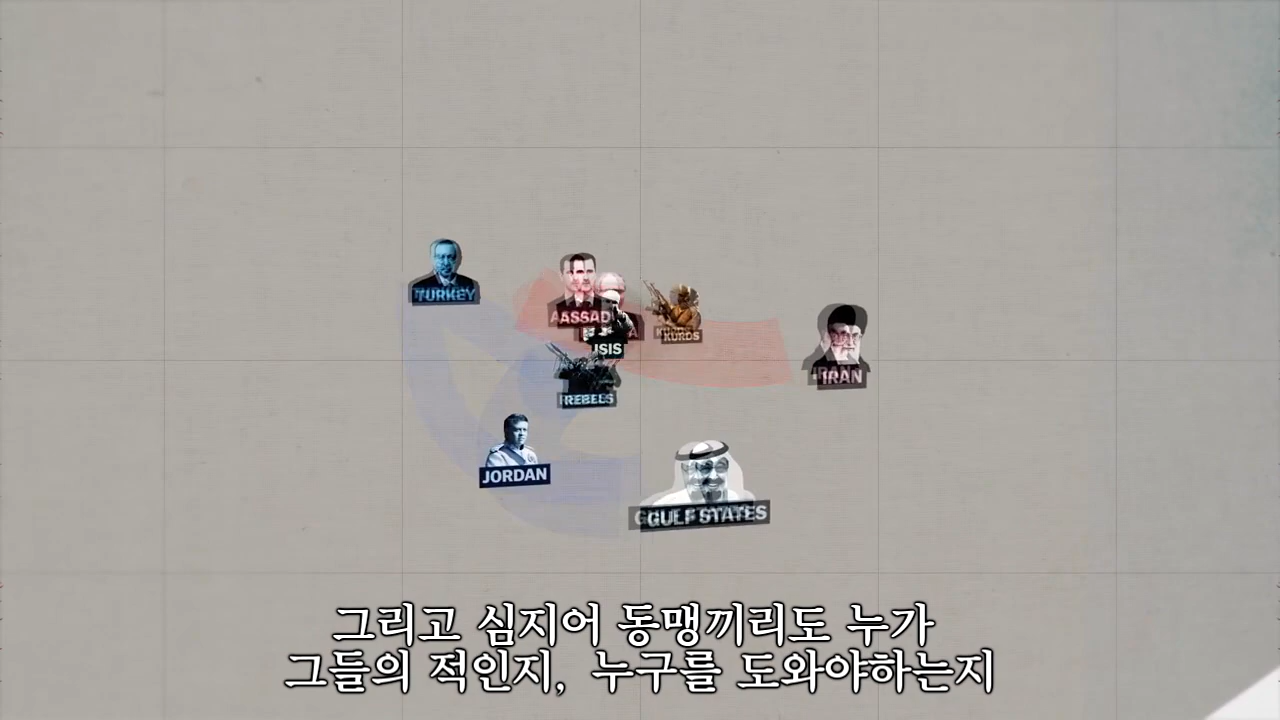 TURKEY
ASSAD
ISIS
KURDS
REBELS
IRAN
JORDAN
GULF STATES
그리고 심지어 동맹끼리도 누가
그들의 적인지, 누구를 도와야하는지